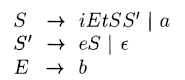 S → iEtSS′ | a
S′ → eS | ϵ
E → b